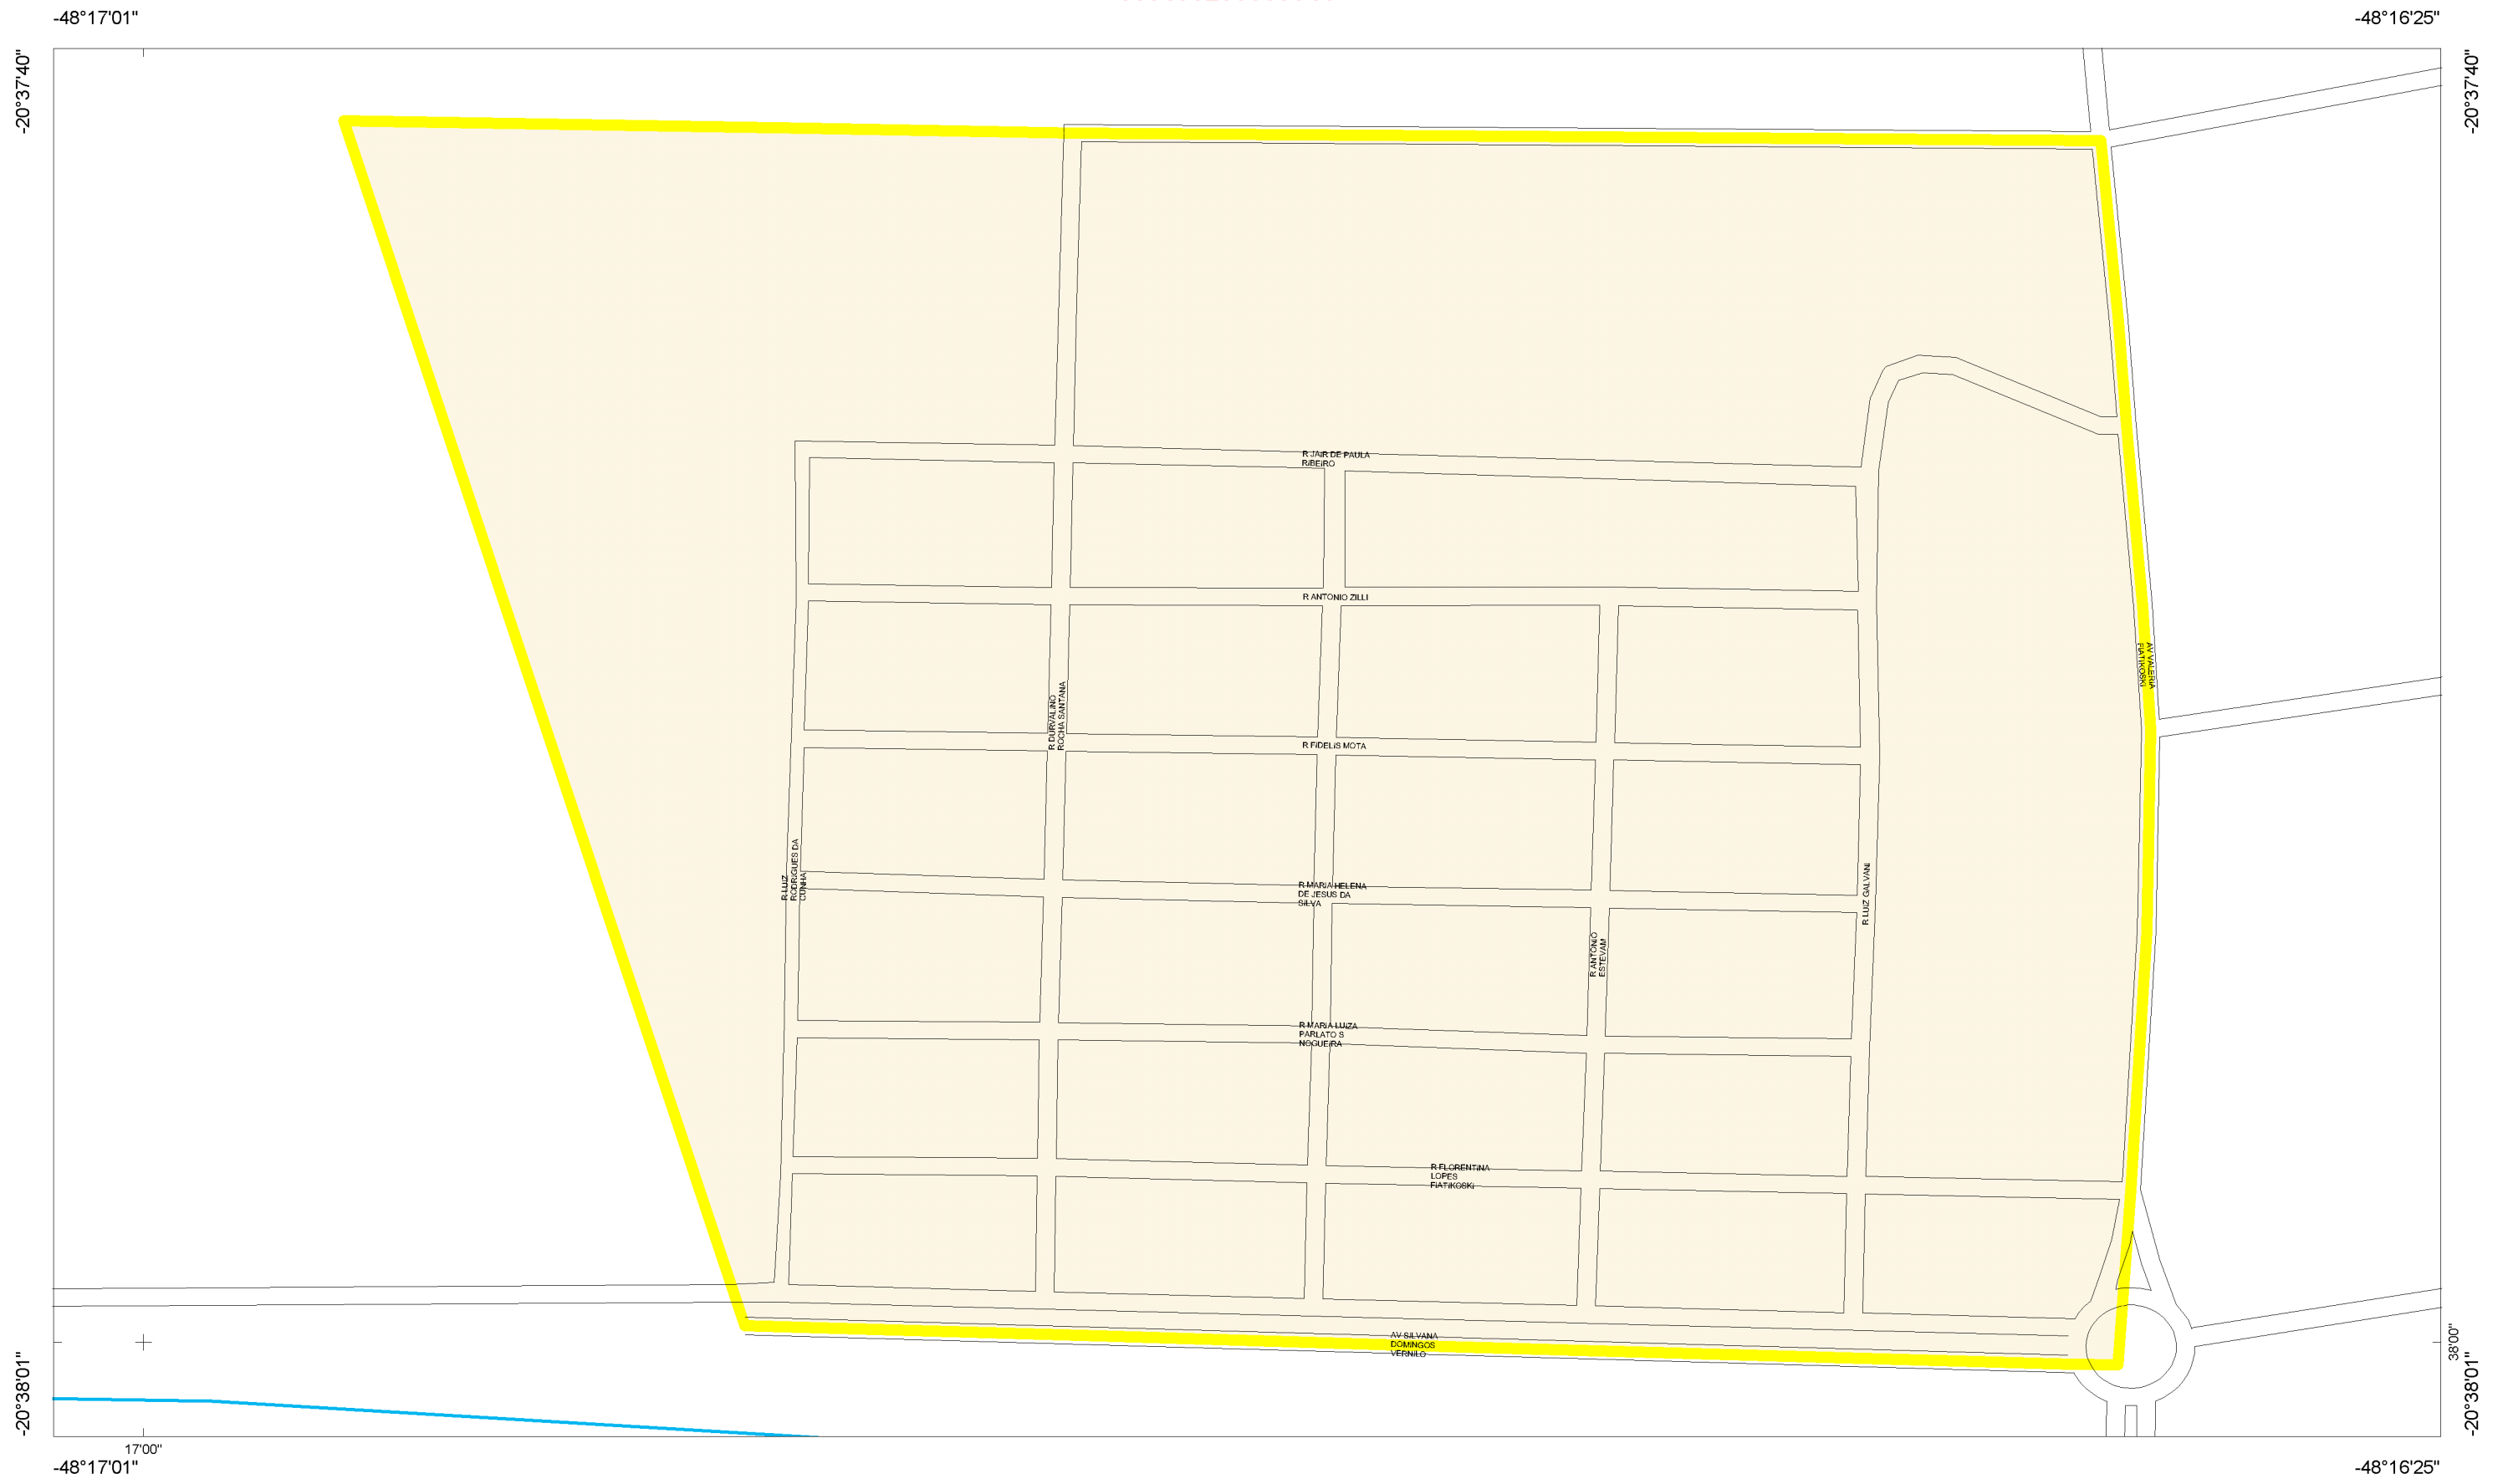 -48°17'01"
-48°16'25"
-20°37'40"
-20°37'40"
R JAIR DE PAULA
RIBEIRO
R ANTONIO ZILLI
AV VALERIA
FIATIKOSKI
R DURVALINO
ROCHA SANTANA
R FIDELIS MOTA
R LUIZ
RODRIGUES DA
CUNHA
R MARIA HELENA
DE JESUS DA
SILVA
R LUIZ GALVANI
R ANTONIO
ESTEVAM
R MARIA LUIZA
PARLATO S
NOGUEIRA
R FLORENTINA
LOPES
FIATIKOSKI
AV SILVANA
DOMINGOS
VERNILO
38'00"
-20°38'01"
-20°38'01"
17'00"
-48°17'01"
-48°16'25"